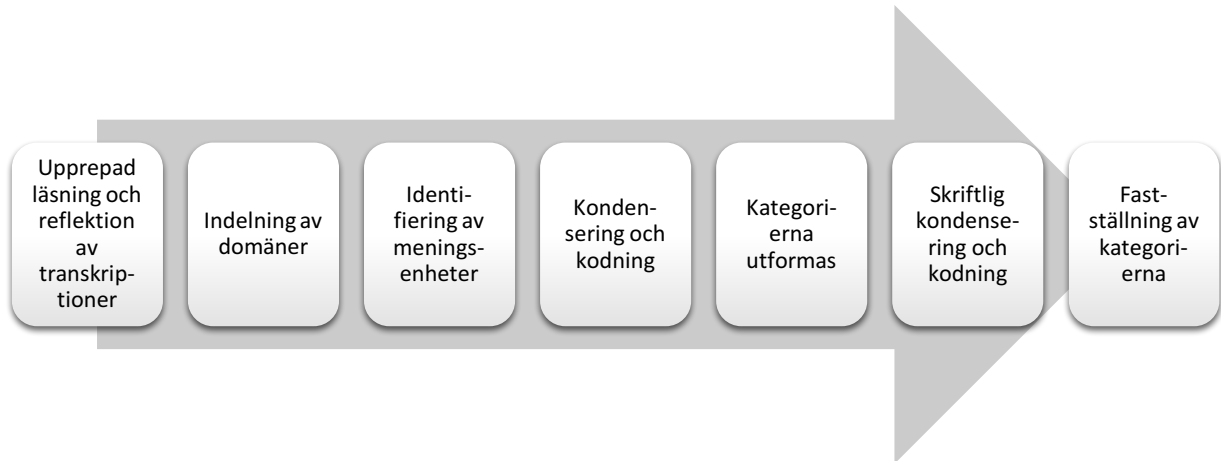 Upprepad
läsning och
reflektion
av
transkrip-
tioner
Indelning av
domäner
Identi-
fiering av
menings-
enheter
Konden-
sering och
kodning
Kategori-
erna
utformas
Skriftlig
kondense-
ring och
kodning
Fast-
ställning av
kategori-
erna